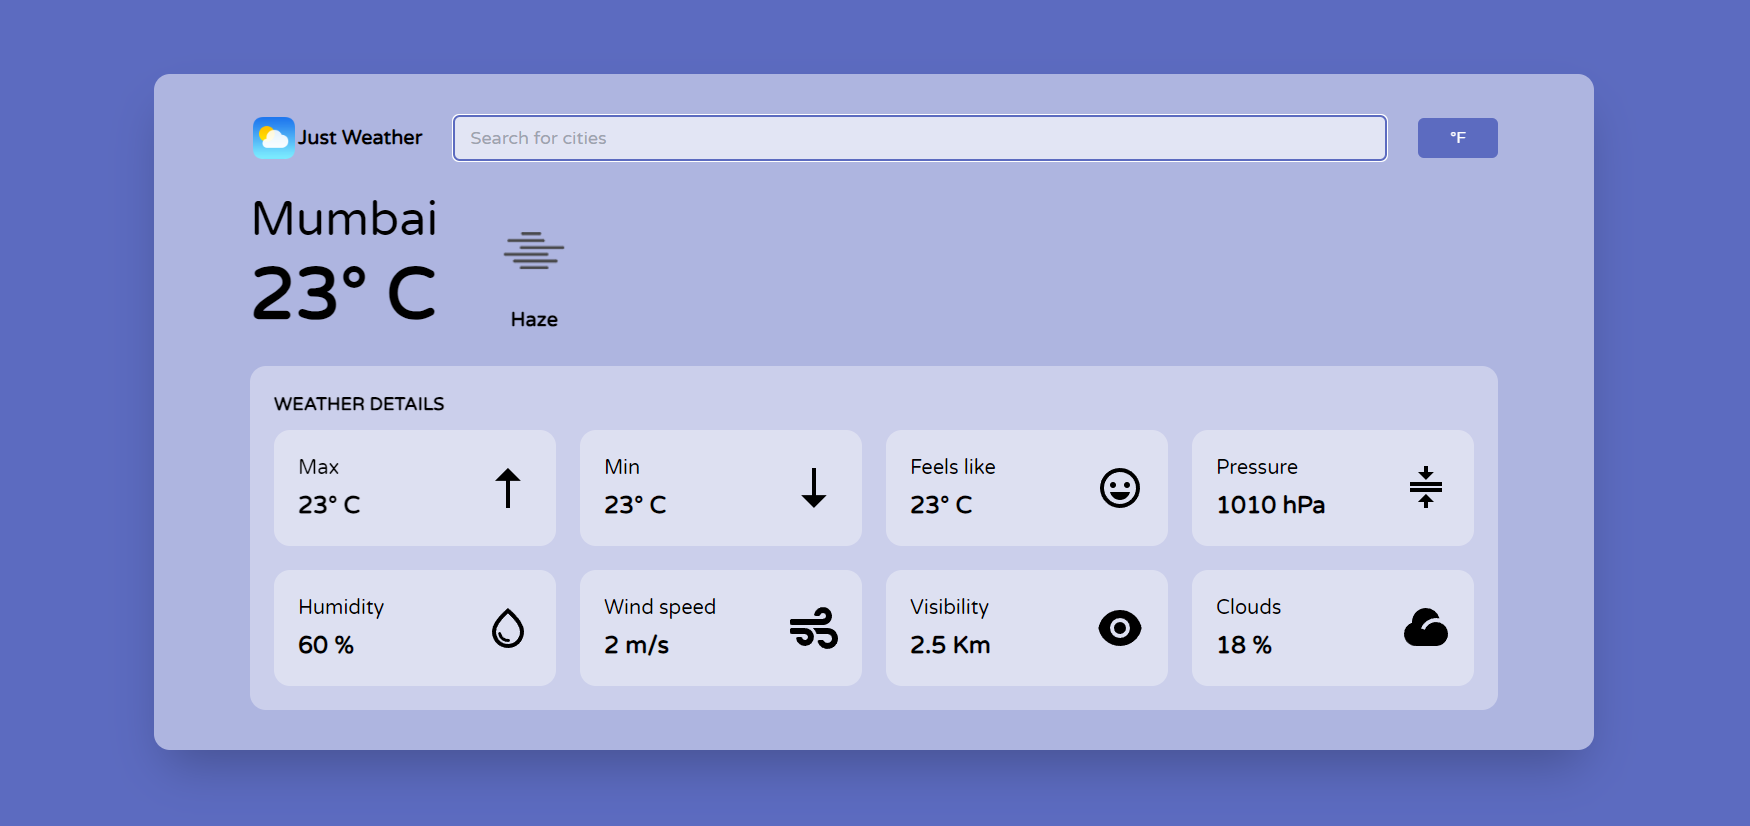 Just Weather
Search for cities
°F
Mumbai
23° C
Haze
WEATHER DETAILS
Max
23° C
Min
23° C
Feels like
23° C
Pressure
1010 hPa
Humidity
60 %
Wind speed
2 m/s
Visibility
2.5 Km
Clouds
18 %